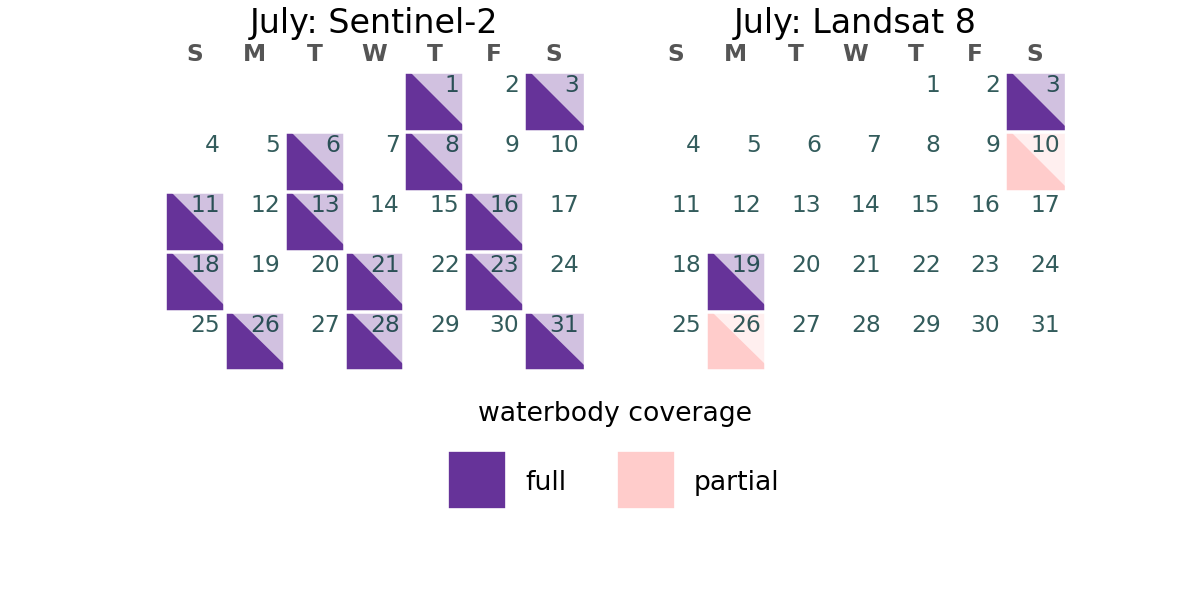 July: Sentinel-2
S M T W T F S
1 2 3
4 5 6 7 8 9 10
11 12 13 14 15 16 17
18 19 20 21 22 23 24
25 26 27 28 29 30 31
July: Landsat 8
S M T W T F S
1 2 3
4 5 6 7 8 9 10
11 12 13 14 15 16 17
18 19 20 21 22 23 24
25 26 27 28 29 30 31
waterbody coverage
full partial